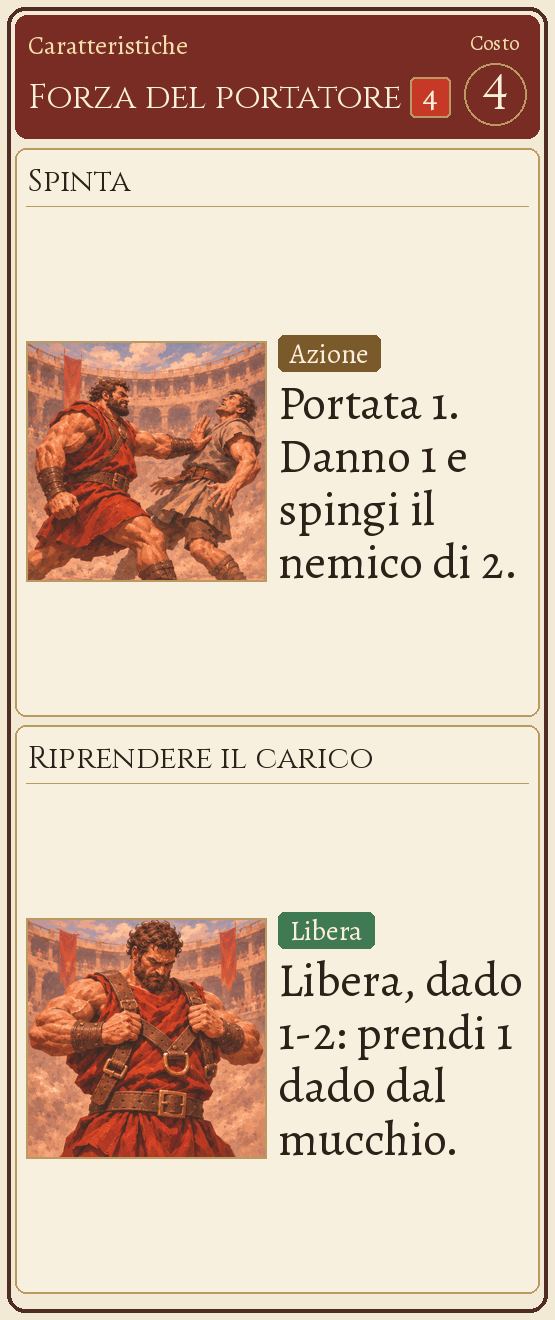 Caratteristiche
Costo
Forza del portatore 4
4
Spinta
Azione
Portata 1.
Danno 1 e
spingi il
nemico di 2.
Riprendere il carico
Libera
Libera, dado
1-2: prendi 1
dado dal
mucchio.